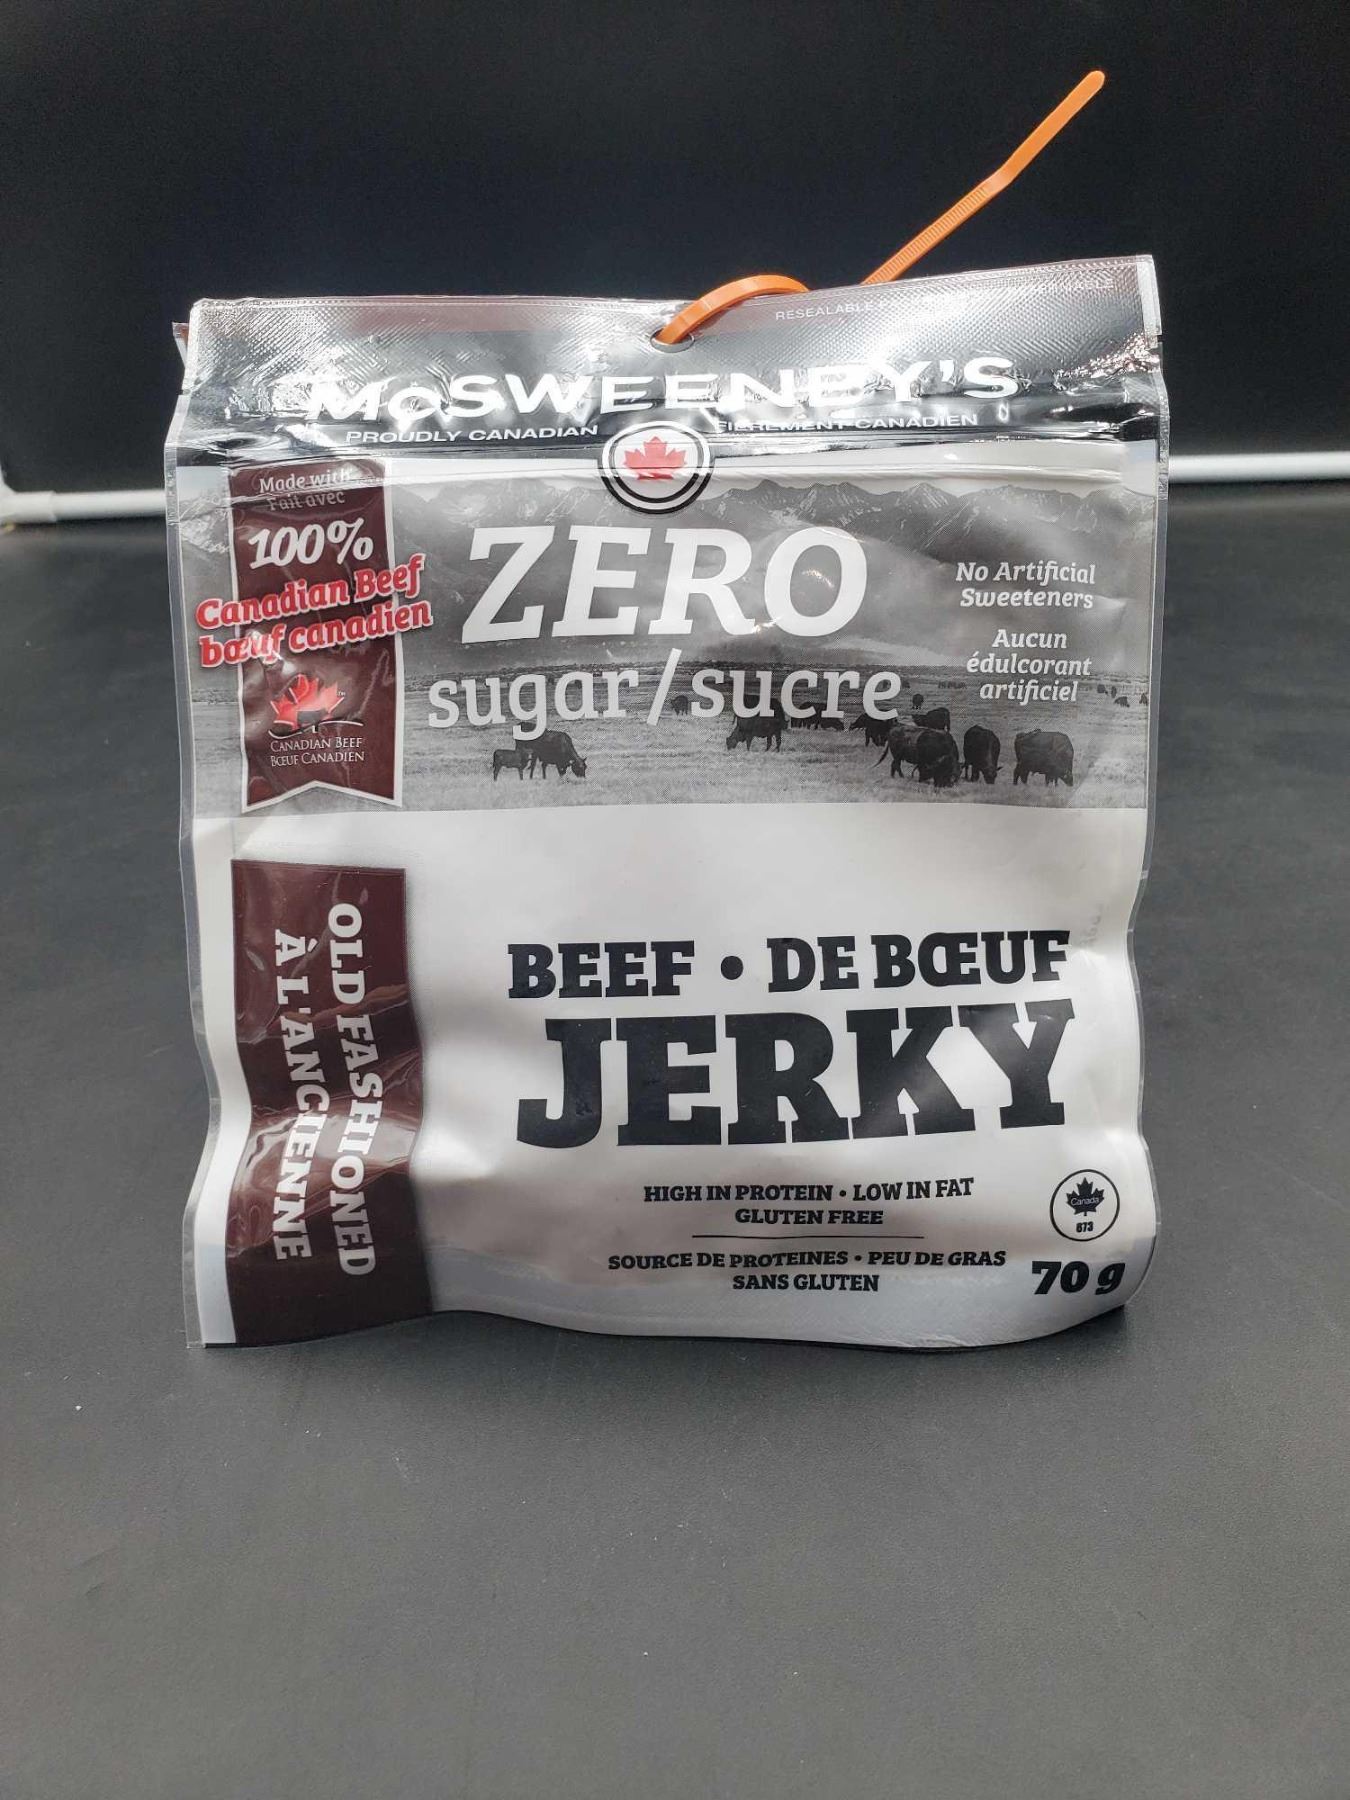 RESEALABLE
McSWEENEY'S
PROUDLY CANADIAN
FIÈREMENT CANADIEN
Made with
Fait avec
100%
Canadian Beef
bœuf canadien
CANADIAN BEEF
BŒUF CANADIEN
ZERO
sugar/sucre
No Artificial
Sweeteners
Aucun
édulcorant
artificiel
OLD FASHIONED
À L'ANCIENNE
BEEF • DE BŒUF
JERKY
HIGH IN PROTEIN • LOW IN FAT
GLUTEN FREE
SOURCE DE PROTEINES • PEU DE GRAS
SANS GLUTEN
Canada
673
70 g